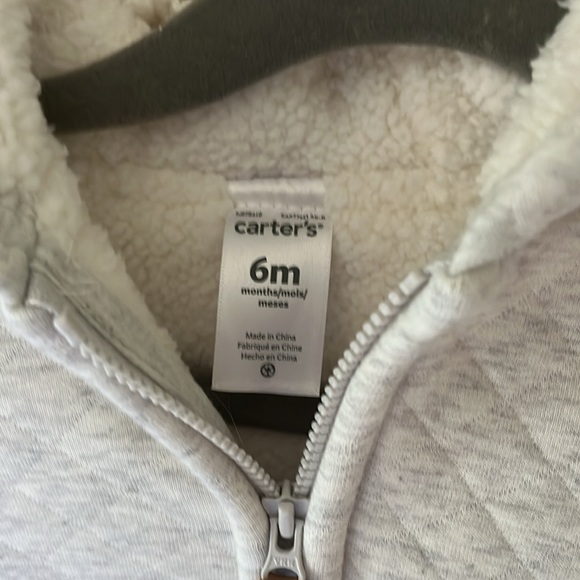 carter's
6m
months/mois/
meses
Made in China
Fabriqué en Chine
Hecho en China